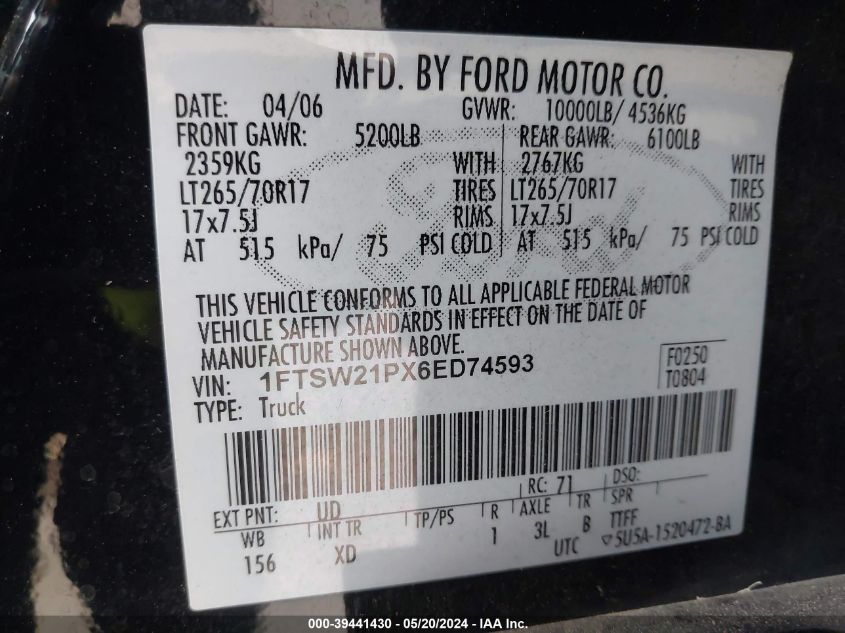 MFD. BY FORD MOTOR CO.
DATE: 04/06 GVWR: 10000LB/ 4536KG
FRONT GAWR: 5200LB REAR GAWR: 6100LB
2359KG WITH 2767KG WITH
LT265/70R17 TIRES LT265/70R17 TIRES
17x7.5J RIMS 17x7.5J RIMS
AT 515 kPa/ 75 PSI COLD AT 515 kPa/ 75 PSI COLD
THIS VEHICLE CONFORMS TO ALL APPLICABLE FEDERAL MOTOR
VEHICLE SAFETY STANDARDS IN EFFECT ON THE DATE OF
MANUFACTURE SHOWN ABOVE.
VIN: 1FTSW21PX6ED74593 F0250
TYPE: Truck T0804
EXT PNT: UD RC: 71 DSO:
WB INT TR TP/PS R AXLE TR SPR
156 XD 1 3L B TTFF
UTC ▽5U5A-1520472-BA
000-39441430 - 05/20/2024 - IAA Inc.